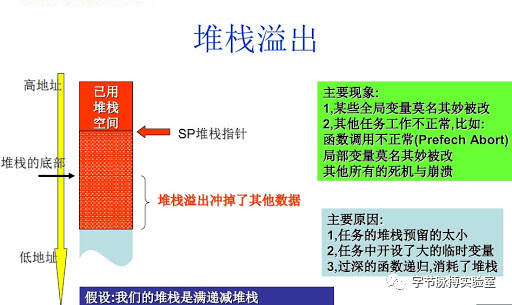 堆栈溢出
高地址
已用
堆栈
空间
SP堆栈指针
堆栈的底部
堆栈溢出冲掉了其他数据
低地址
主要现象:
1,某些全局变量莫名其妙被改
2,其他任务工作不正常,比如:
函数调用不正常(Prefech Abort)
局部变量莫名其妙被改
其他所有的死机与崩溃
主要原因:
1,任务的堆栈预留的太小
2,任务中开设了大的临时变量
3,过深的函数递归,消耗了堆栈
假设:我们的堆栈是满递减堆栈
字节脉搏实验室